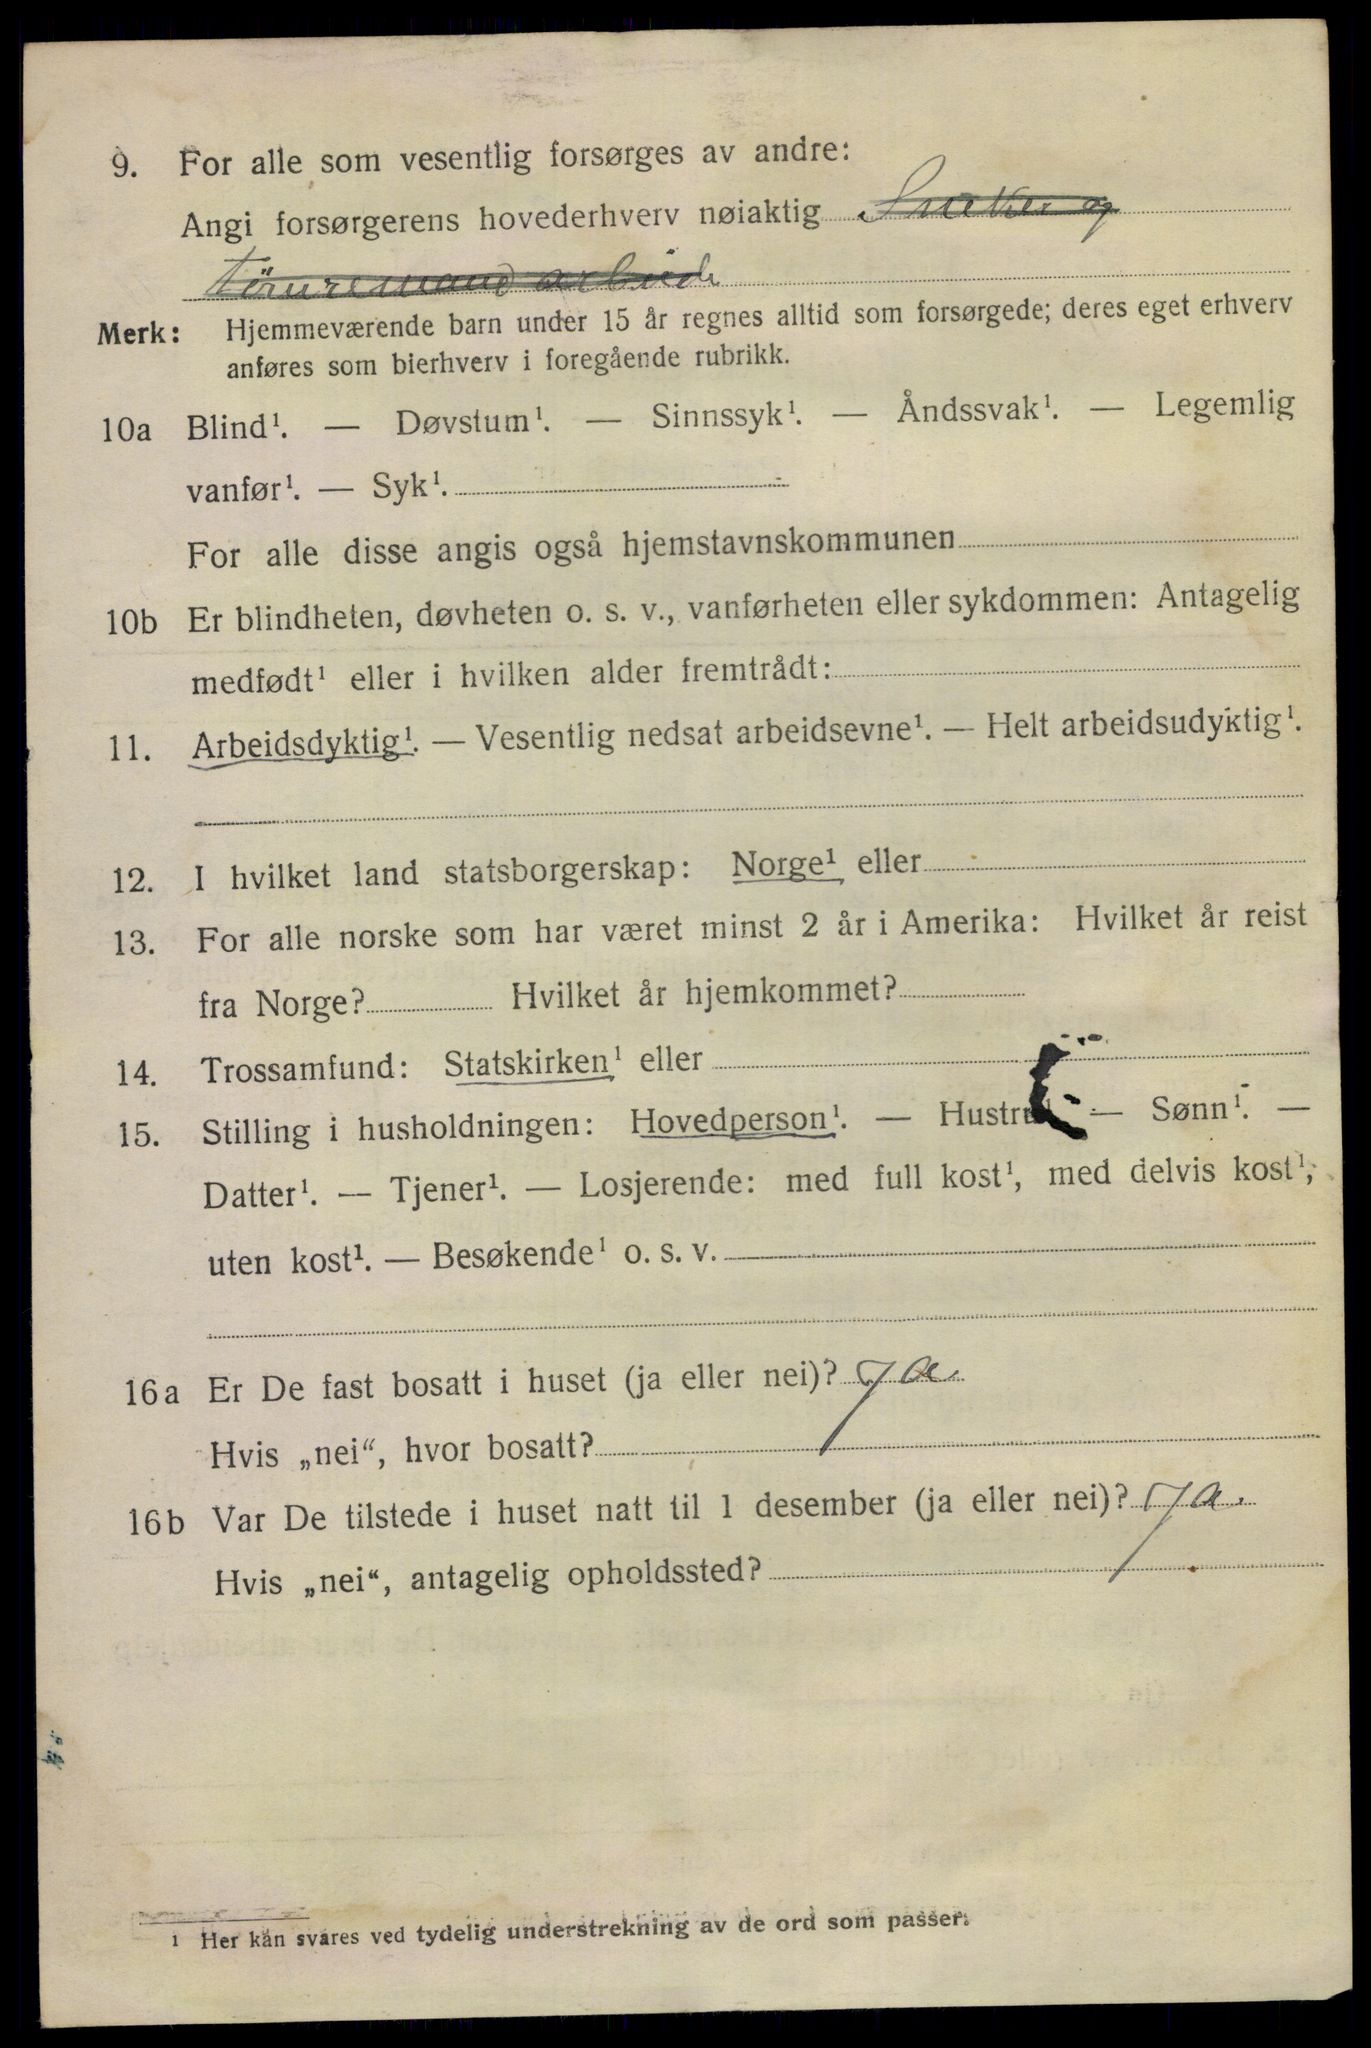 9. For alle som vesentlig forsørges av andre:
Angi forsørgerens hovederhverv nøiaktig Sneker og
tømremand arbeide
Merk: Hjemmeværende barn under 15 år regnes alltid som forsørgede; deres eget erhverv
anføres som bierhverv i foregående rubrikk.
10a Blind¹. — Døvstum¹. — Sinnssyk¹. — Åndssvak¹. — Legemlig
vanfør¹. — Syk¹.
For alle disse angis også hjemstavnskommunen
10b Er blindheten, døvheten o. s. v., vanførheten eller sykdommen: Antagelig
medfødt¹ eller i hvilken alder fremtrådt:
11. Arbeidsdyktig¹. — Vesentlig nedsat arbeidsevne¹. — Helt arbeidsudyktig¹.
12. I hvilket land statsborgerskap: Norge¹ eller
13. For alle norske som har været minst 2 år i Amerika: Hvilket år reist
fra Norge? Hvilket år hjemkommet?
14. Trossamfund: Statskirken¹ eller
15. Stilling i husholdningen: Hovedperson¹. — Hustru¹. — Sønn¹. —
Datter¹. — Tjener¹. — Losjerende: med full kost¹, med delvis kost¹,
uten kost¹. — Besøkende¹ o. s. v.
16a Er De fast bosatt i huset (ja eller nei)? Ja.
Hvis „nei“, hvor bosatt?
16b Var De tilstede i huset natt til 1 desember (ja eller nei)? Ja.
Hvis „nei“, antagelig opholdssted?
¹ Her kan svares ved tydelig understrekning av de ord som passer.